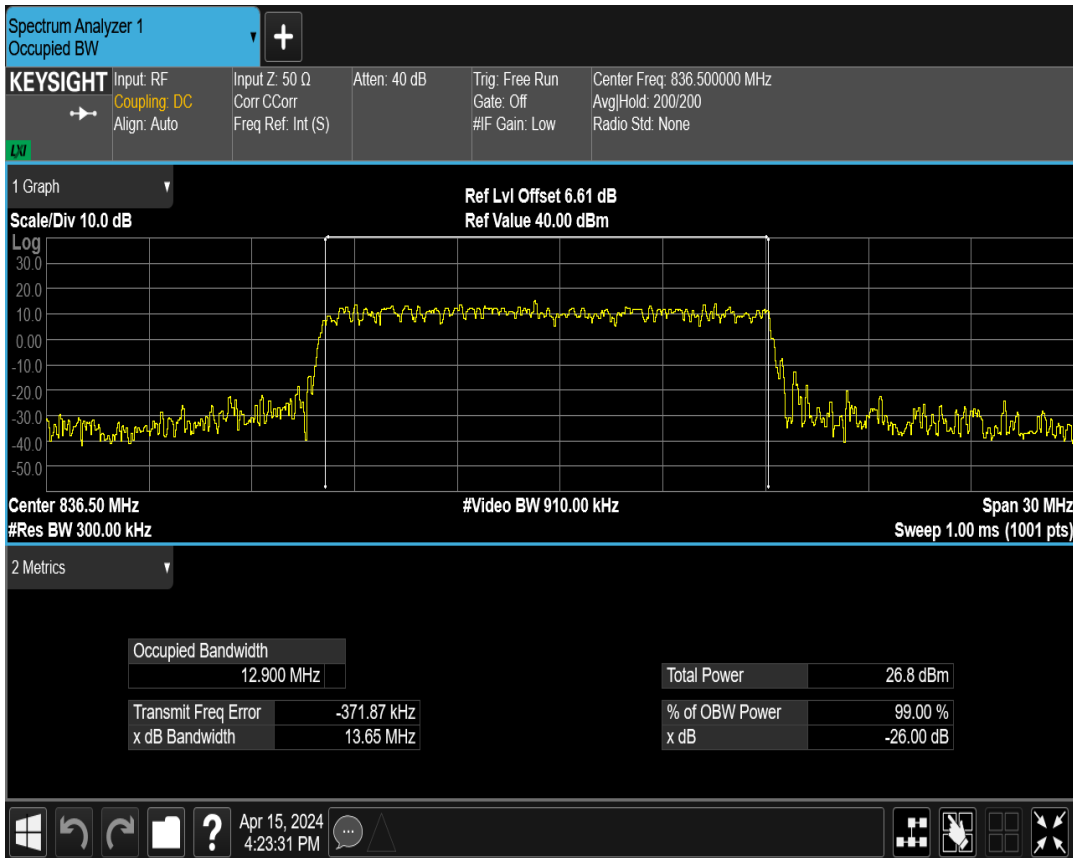 Spectrum Analyzer 1
Occupied BW
+
KEYSIGHT
LXI
Input: RF
Coupling: DC
Align: Auto
Input Z: 50 Ω
Corr CCorr
Freq Ref: Int (S)
Atten: 40 dB
Trig: Free Run
Gate: Off
#IF Gain: Low
Center Freq: 836.500000 MHz
Avg|Hold: 200/200
Radio Std: None
1 Graph
Ref Lvl Offset 6.61 dB
Scale/Div 10.0 dB
Ref Value 40.00 dBm
Log
30.0
20.0
10.0
0.00
-10.0
-20.0
-30.0
-40.0
-50.0
Center 836.50 MHz
#Video BW 910.00 kHz
Span 30 MHz
#Res BW 300.00 kHz
Sweep 1.00 ms (1001 pts)
2 Metrics
Occupied Bandwidth
12.900 MHz
Total Power 26.8 dBm
Transmit Freq Error -371.87 kHz
% of OBW Power 99.00 %
x dB Bandwidth 13.65 MHz
x dB -26.00 dB
?
Apr 15, 2024
4:23:31 PM